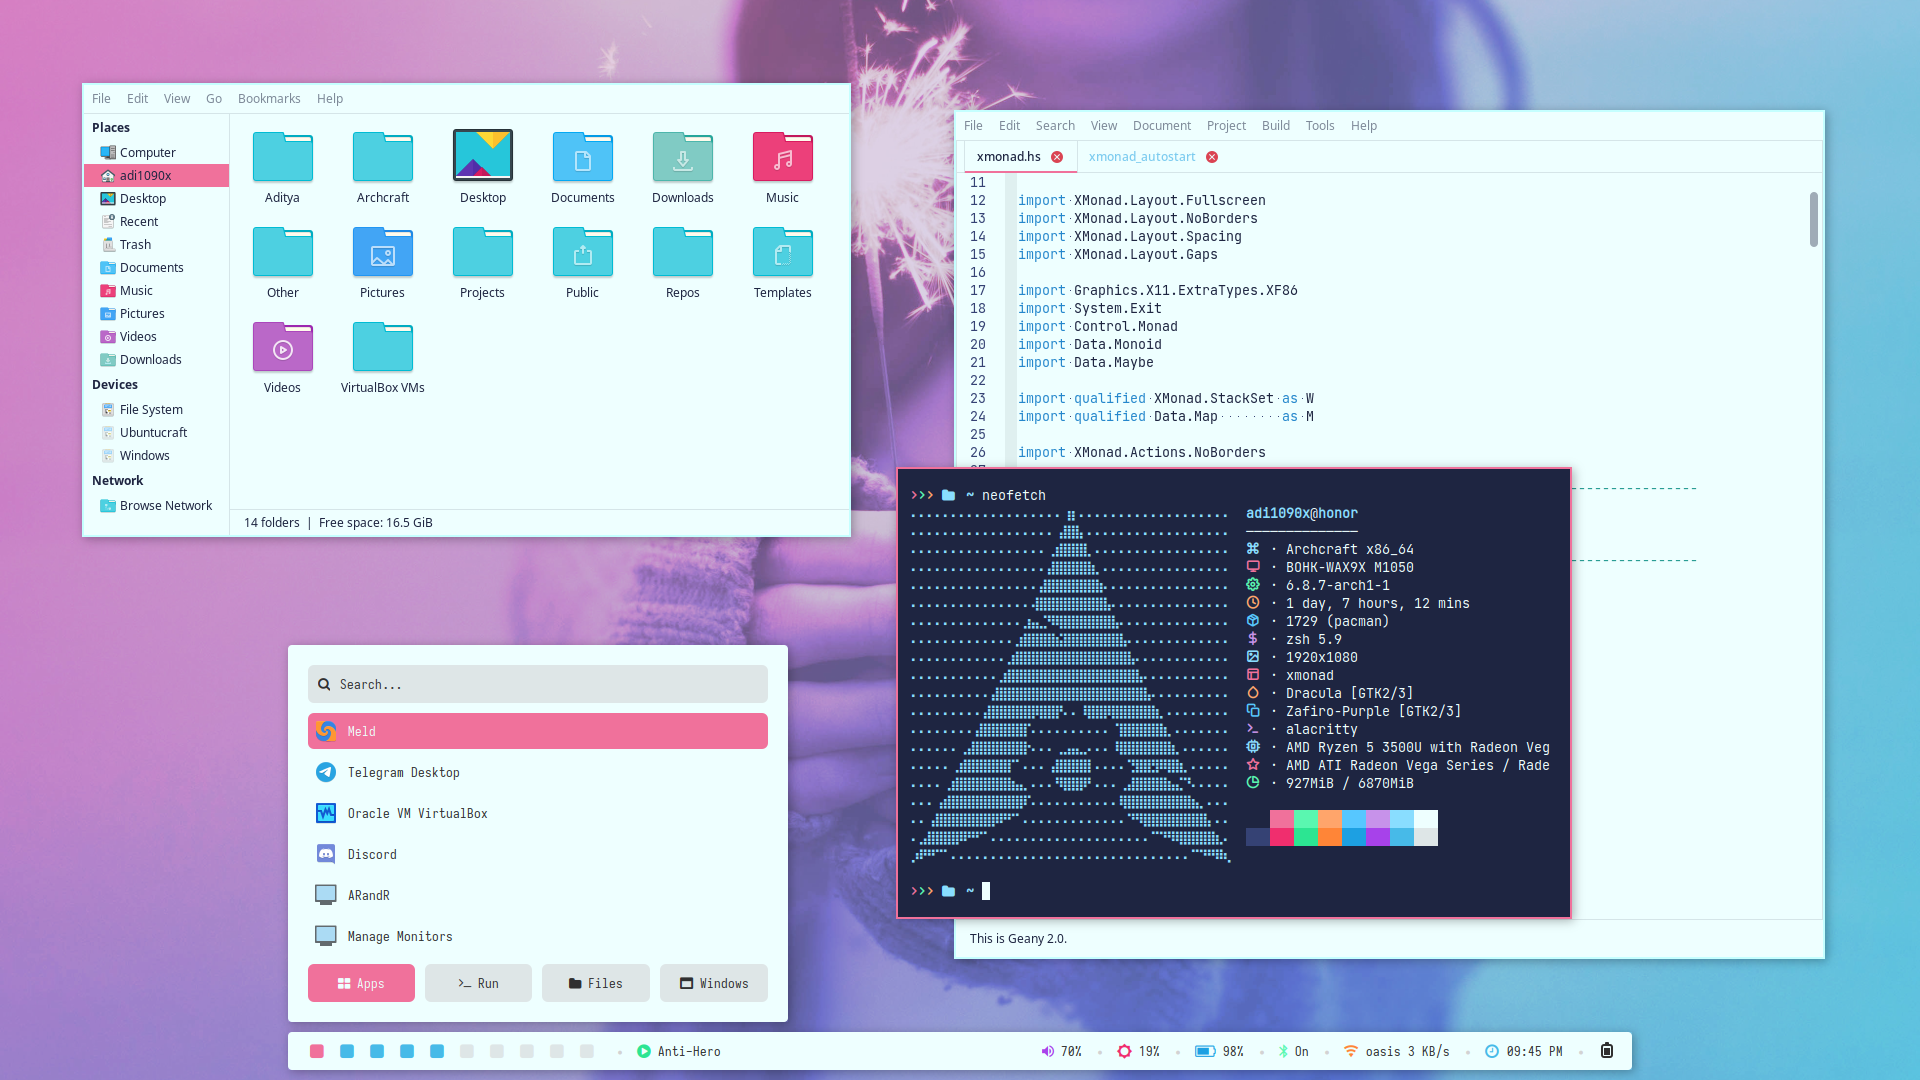 File Edit View Go Bookmarks Help
Places
Computer
adi1090x
Desktop
Recent
Trash
Documents
Music
Pictures
Videos
Downloads
Devices
File System
Ubuntucraft
Windows
Network
Browse Network
Aditya Archcraft Desktop Documents Downloads Music
Other Pictures Projects Public Repos Templates
Videos VirtualBox VMs
14 folders | Free space: 16.5 GiB
File Edit Search View Document Project Build Tools Help
xmonad.hs xmonad_autostart
11
12 import XMonad.Layout.Fullscreen
13 import XMonad.Layout.NoBorders
14 import XMonad.Layout.Spacing
15 import XMonad.Layout.Gaps
16
17 import Graphics.X11.ExtraTypes.XF86
18 import System.Exit
19 import Control.Monad
20 import Data.Monoid
21 import Data.Maybe
22
23 import qualified XMonad.StackSet as W
24 import qualified Data.Map as M
25
26 import XMonad.Actions.NoBorders
This is Geany 2.0.
~ neofetch
adi1090x@honor
· Archcraft x86_64
· BOHK-WAX9X M1050
· 6.8.7-arch1-1
· 1 day, 7 hours, 12 mins
· 1729 (pacman)
· zsh 5.9
· 1920x1080
· xmonad
· Dracula [GTK2/3]
· Zafiro-Purple [GTK2/3]
· alacritty
· AMD Ryzen 5 3500U with Radeon Veg
· AMD ATI Radeon Vega Series / Rade
· 927MiB / 6870MiB
~
Search...
Meld
Telegram Desktop
Oracle VM VirtualBox
Discord
ARandR
Manage Monitors
Apps Run Files Windows
Anti-Hero 70% 19% 98% On oasis 3 KB/s 09:45 PM